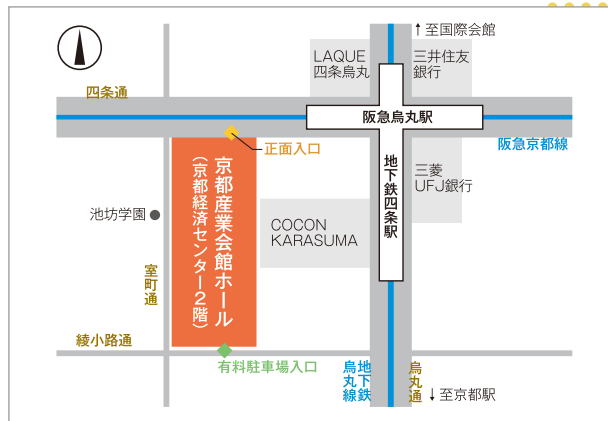 ↑至国際会館
LAQUE
四条烏丸
三井住友
銀行
四条通
阪急烏丸駅
阪急京都線
正面入口
地下鉄四条駅
三菱
UFJ銀行
京都産業会館ホール
（京都経済センター2階）
池坊学園
COCON
KARASUMA
室町通
綾小路通
有料駐車場入口
地下鉄
烏丸線
烏丸通
↓至京都駅